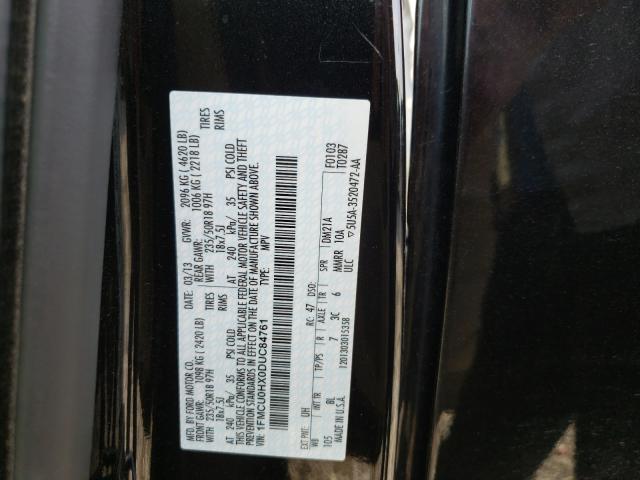 MFD. BY FORD MOTOR CO.
DATE: 03/13 GVWR: 2096 KG ( 4620 LB)
FRONT GAWR: 1098 KG ( 2420 LB) REAR GAWR: 1006 KG ( 2218 LB)
WITH 235/50R18 97H TIRES WITH 235/50R18 97H TIRES
18x7.5J RIMS 18x7.5J RIMS
AT 240 kPa/ 35 PSI COLD AT 240 kPa/ 35 PSI COLD
THIS VEHICLE CONFORMS TO ALL APPLICABLE FEDERAL MOTOR VEHICLE SAFETY AND THEFT
PREVENTION STANDARDS IN EFFECT ON THE DATE OF MANUFACTURE SHOWN ABOVE.
VIN: 1FMCU0HX0DUC84761 TYPE: MPV
F0103
T0287
EXT PNT: UH RC: 47 DSO: SPR DM21A
WB INT TR TP/PS R AXLE TR MMRR 10A
105 BL 7 3C 6 ULC
MADE IN U.S.A. 1201303015358 ▽5U5A-3520472-AA